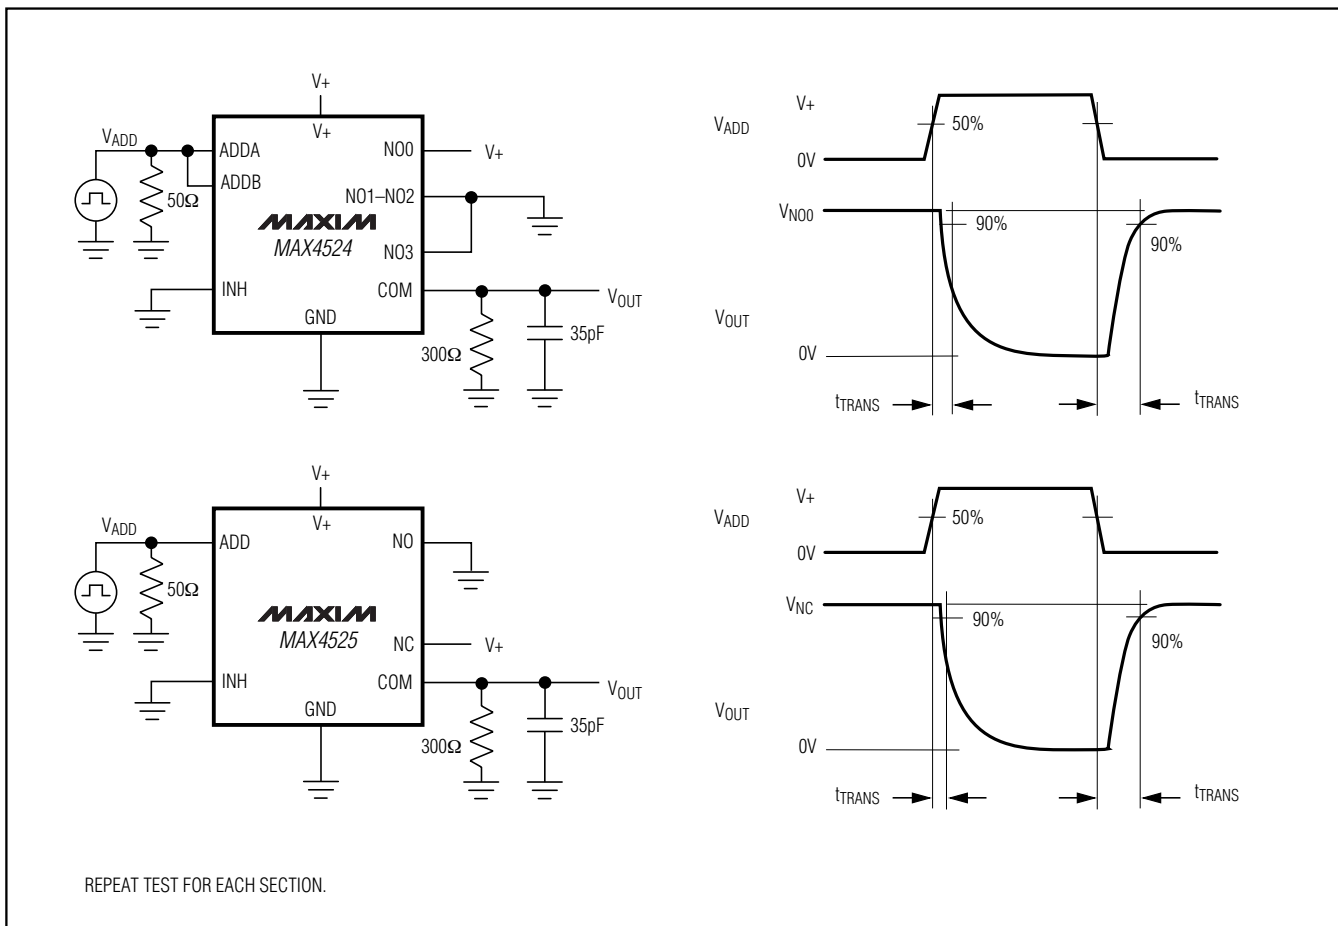 V+
V+
VADD
ADDA
ADDB
50Ω
NO0
V+
NO1–NO2
MAXIM
MAX4524
NO3
INH
COM
VOUT
GND
300Ω
35pF
V+
VADD
50%
0V
VNO0
90%
90%
VOUT
0V
tTRANS
tTRANS
V+
V+
VADD
ADD
50Ω
NO
MAXIM
MAX4525
NC
V+
INH
COM
VOUT
GND
300Ω
35pF
V+
VADD
50%
0V
VNC
90%
90%
VOUT
0V
tTRANS
tTRANS
REPEAT TEST FOR EACH SECTION.